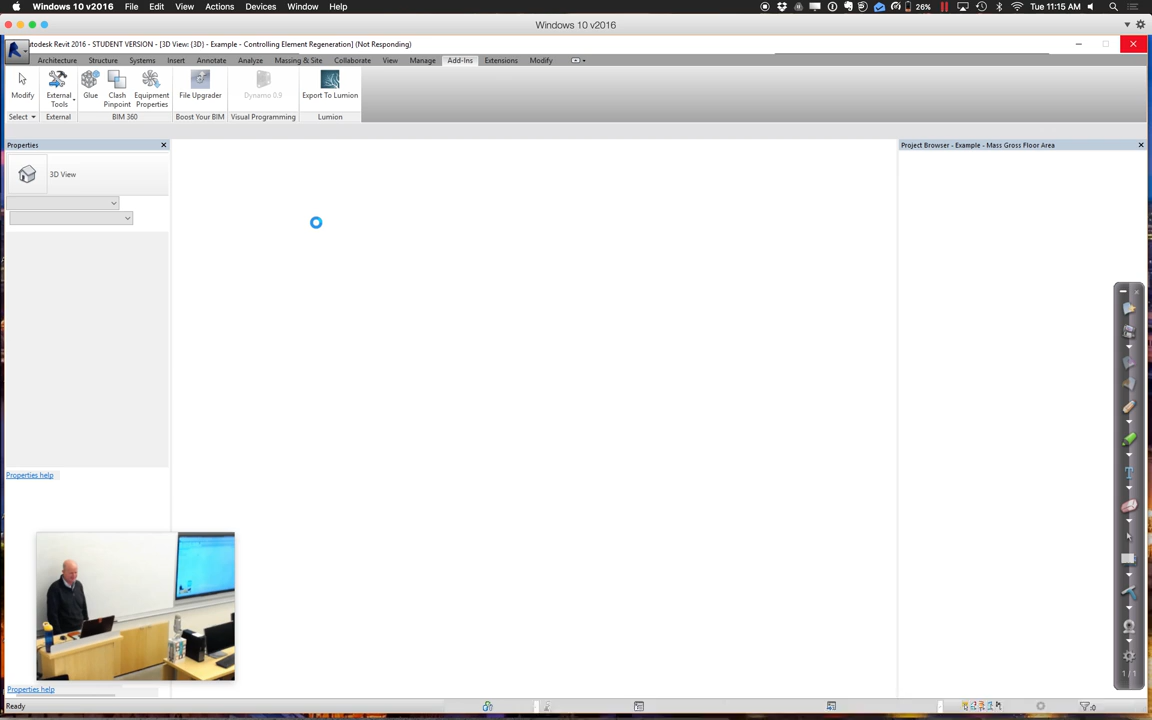 Windows 10 v2016 File Edit View Actions Devices Window Help 26% Tue 11:15 AM
Windows 10 v2016
utodesk Revit 2016 - STUDENT VERSION - [3D View: {3D} - Example - Controlling Element Regeneration] (Not Responding)
Architecture Structure Systems Insert Annotate Analyze Massing & Site Collaborate View Manage Add-Ins Extensions Modify
Modify
External Tools
Glue
Clash Pinpoint
Equipment Properties
File Upgrader
Dynamo 0.9
Export To Lumion
Select External BIM 360 Boost Your BIM Visual Programming Lumion
Properties
Project Browser - Example - Mass Gross Floor Area
3D View
Properties help
Properties help
1 / 1
Ready
:0